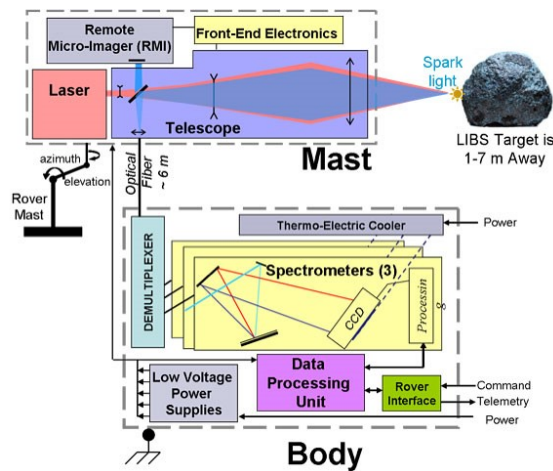 Remote
Micro-Imager (RMI)
Front-End Electronics
Spark
light
Laser
Telescope
LIBS Target is
1-7 m Away
Mast
azimuth
elevation
Rover
Mast
Optical
Fiber
~ 6 m
Thermo-Electric Cooler
Power
DEMULTIPLEXER
Spectrometers (3)
CCD
Processin
g
Data
Processing
Unit
Low Voltage
Power
Supplies
Rover
Interface
Command
Telemetry
Power
Body